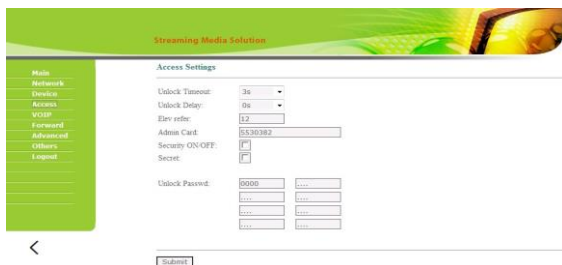 Streaming Media Solution
Main
Network
Device
Access
VOIP
Forward
Advanced
Others
Logout
Access Settings
Unlock Timeout: 3s
Unlock Delay: 0s
Elev refer: 12
Admin Card: 5530382
Security ON/OFF:
Secret:
Unlock Passwd: 0000 ....
.... ....
.... ....
.... ....
Submit